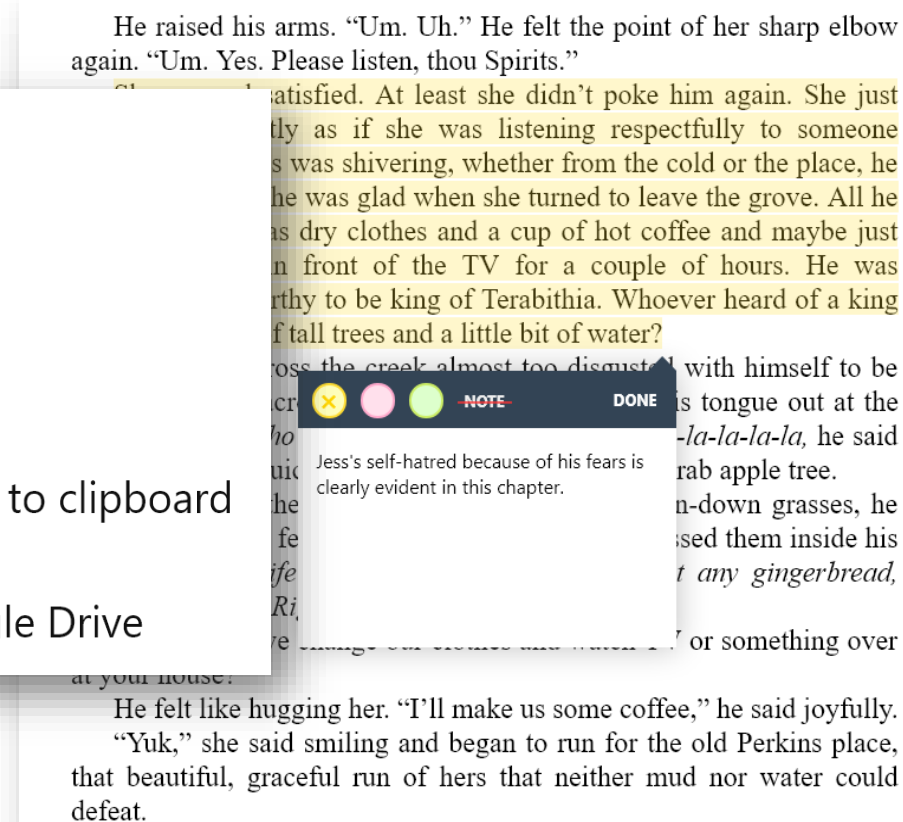 He raised his arms. “Um. Uh.” He felt the point of her sharp elbow
again. “Um. Yes. Please listen, thou Spirits.”
satisfied. At least she didn’t poke him again. She just
as if she was listening respectfully to someone
was shivering, whether from the cold or the place, he
he was glad when she turned to leave the grove. All he
dry clothes and a cup of hot coffee and maybe just
front of the TV for a couple of hours. He was
to be king of Terabithia. Whoever heard of a king
tall trees and a little bit of water?
the creek almost too disgusted with himself to be
NOTE DONE
is tongue out at the
-la-la-la-la, he said
Jess's self-hatred because of his fears is
clearly evident in this chapter.
rab apple tree.
to clipboard
n-down grasses, he
ssed them inside his
any gingerbread,
le Drive
or something over
at your house?
He felt like hugging her. “I’ll make us some coffee,” he said joyfully.
“Yuk,” she said smiling and began to run for the old Perkins place,
that beautiful, graceful run of hers that neither mud nor water could
defeat.